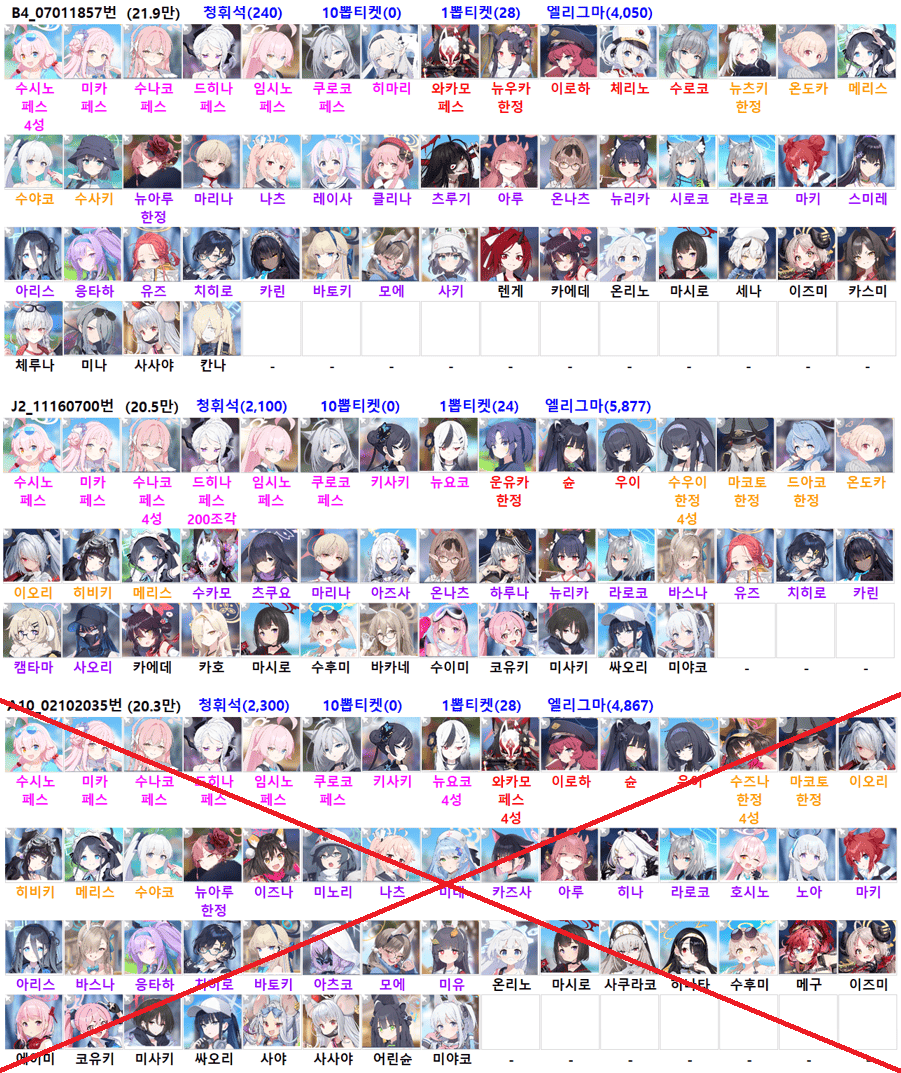 B4_07011857번 (21.9만) 청휘석(240) 10뽑티켓(0) 1뽑티켓(28) 엘리그마(4,050)
수시노 미카 수나코 드히나 임시노 쿠로코 히마리 와카모 뉴우카 이로하 체리노 수로코 뉴츠키 온도카 메리스
페스 페스 페스 페스 페스 페스 페스 한정 한정
4성
수야코 수사키 뉴아루 마리나 나츠 레이사 클리나 츠루기 아루 온나츠 뉴리카 시로코 라로코 마키 스미레
한정
아리스 응타하 유즈 치히로 카린 바토키 모에 사키 텐게 카에데 온리노 마시로 세나 이즈미 카스미
체루나 미나 사사야 칸나 - - - - - - - - - - -
J2_11160700번 (20.5만) 청휘석(2,100) 10뽑티켓(0) 1뽑티켓(24) 엘리그마(5,877)
수시노 미카 수나코 드히나 임시노 쿠로코 키사키 뉴요코 운유카 슌 우이 수우이 마코토 드아코 온도카
페스 페스 페스 페스 페스 페스 한정 한정 한정 한정
4성 200조각 4성
이오리 히비키 메리스 수카모 츠쿠요 마리나 아즈사 온나츠 하루나 뉴리카 라로코 바스나 유즈 치히로 카린
캠타마 사오리 카에데 카호 마시로 수후미 바카네 수이미 코유키 미사키 싸오리 미야코 - - -
A10_02102035번 (20.3만) 청휘석(2,300) 10뽑티켓(0) 1뽑티켓(28) 엘리그마(4,867)
수시노 미카 수나코 드히나 임시노 쿠로코 키사키 뉴요코 와카모 이로하 슌 우이 수즈나 마코토 이오리
페스 페스 페스 페스 페스 페스 4성 페스 한정 한정
4성 4성
히비키 메리스 수야코 뉴아루 이즈나 미노리 나츠 미네 카즈사 아루 히나 라로코 호시노 노아 마키
한정
아리스 바스나 응타하 치히로 바토키 아츠코 모에 미유 온리노 마시로 사쿠라코 히나타 수후미 메구 이즈미
에이미 코유키 미사키 싸오리 사야 사사야 어린슌 미야코 - - - - - - -